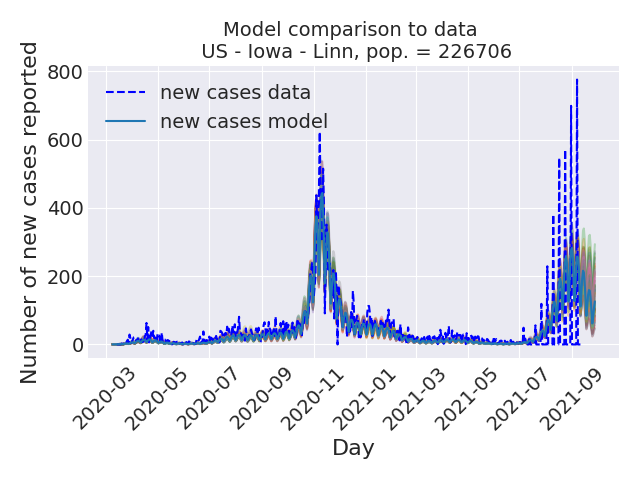 Model comparison to data
US - Iowa - Linn, pop. = 226706
Number of new cases reported
800
600
400
200
0
new cases data
new cases model
2020-03
2020-05
2020-07
2020-09
2020-11
2021-01
2021-03
2021-05
2021-07
2021-09
Day